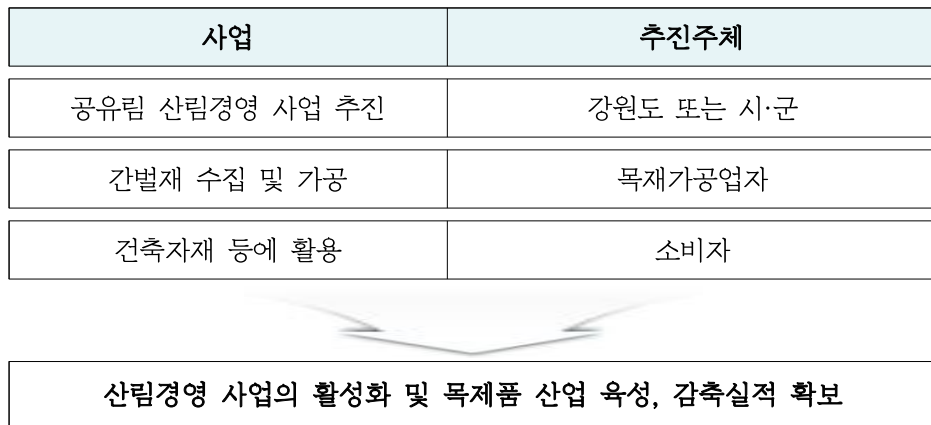 사업 추진주체
공유림 산림경영 사업 추진 강원도 또는 시·군
간벌재 수집 및 가공 목재가공업자
건축자재 등에 활용 소비자
산림경영 사업의 활성화 및 목제품 산업 육성, 감축실적 확보